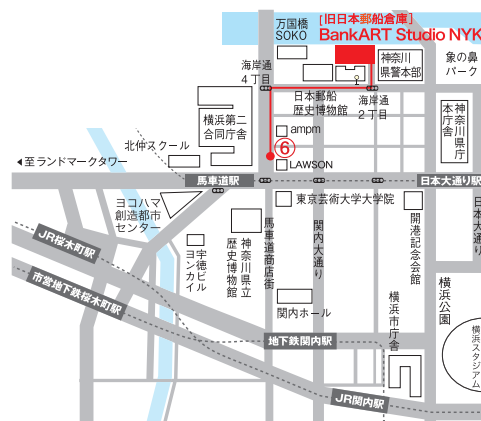 [旧日本郵船倉庫]
BankART Studio NYK
万国橋
SOKO
海岸通
4丁目
神奈川
県警本部
象の鼻
パーク
日本郵船
歴史博物館
海岸通
2丁目
横浜第二
合同庁舎
ampm
⑥
LAWSON
神奈川県庁
本庁舎
北仲スクール
◀至ランドマークタワー
馬車道駅
日本大通り駅
ヨコハマ
創造都市
センター
東京芸術大学大学院
宇徳ビル
ヨンカイ
神奈川県立
歴史博物館
馬車道商店街
関内大通り
開港記念会館
日本大通り
JR桜木町駅
市営地下鉄桜木町駅
関内ホール
地下鉄関内駅
横浜市庁舎
横浜公園
横浜スタジアム
JR関内駅